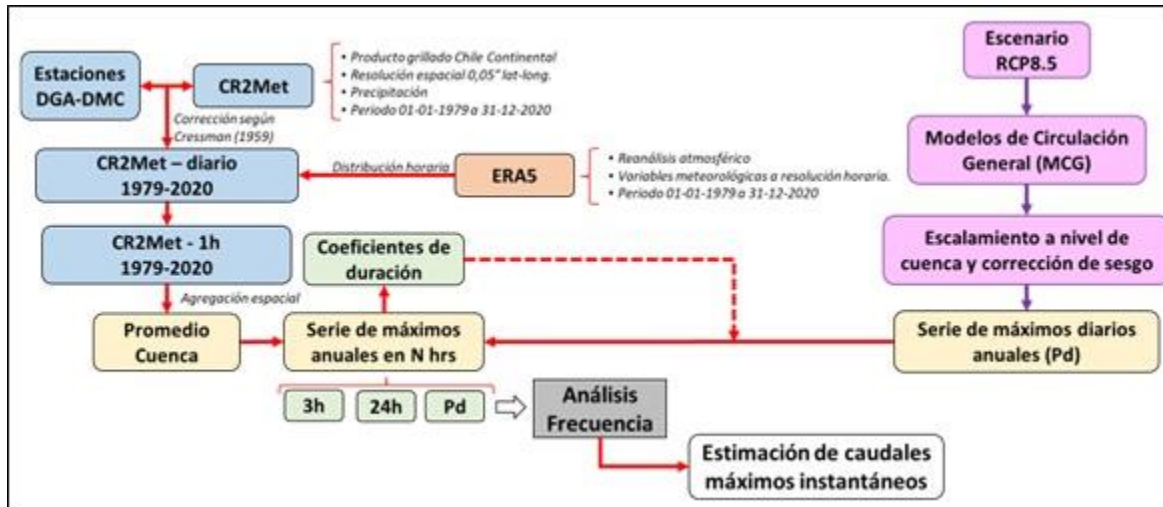 Estaciones
DGA-DMC
CR2Met
• Producto grillado Chile Continental
• Resolución espacial 0,05° lat-long.
• Precipitación
• Periodo 01-01-1979 a 31-12-2020
Corrección según
Cressman (1959)
CR2Met – diario
1979-2020
Distribución horaria
ERA5
• Reanálisis atmosférico
• Variables meteorológicas a resolución horaria.
• Periodo 01-01-1979 a 31-12-2020
CR2Met - 1h
1979-2020
Agregación espacial
Promedio
Cuenca
Coeficientes de
duración
Serie de máximos
anuales en N hrs
3h
24h
Pd
Análisis
Frecuencia
Estimación de caudales
máximos instantáneos
Escenario
RCP8.5
Modelos de Circulación
General (MCG)
Escalamiento a nivel de
cuenca y corrección de sesgo
Serie de máximos diarios
anuales (Pd)